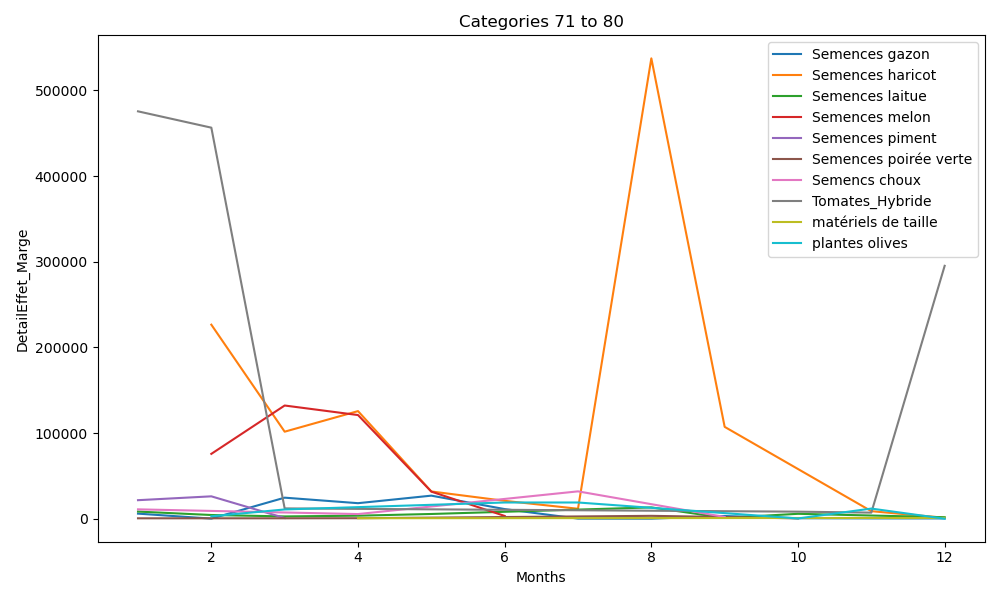 Categories 71 to 80
DetailEffet_Marge
500000
400000
300000
200000
100000
0
Semences gazon
Semences haricot
Semences laitue
Semences melon
Semences piment
Semences poirée verte
Semencs choux
Tomates_Hybride
matériels de taille
plantes olives
2 4 6 8 10 12
Months